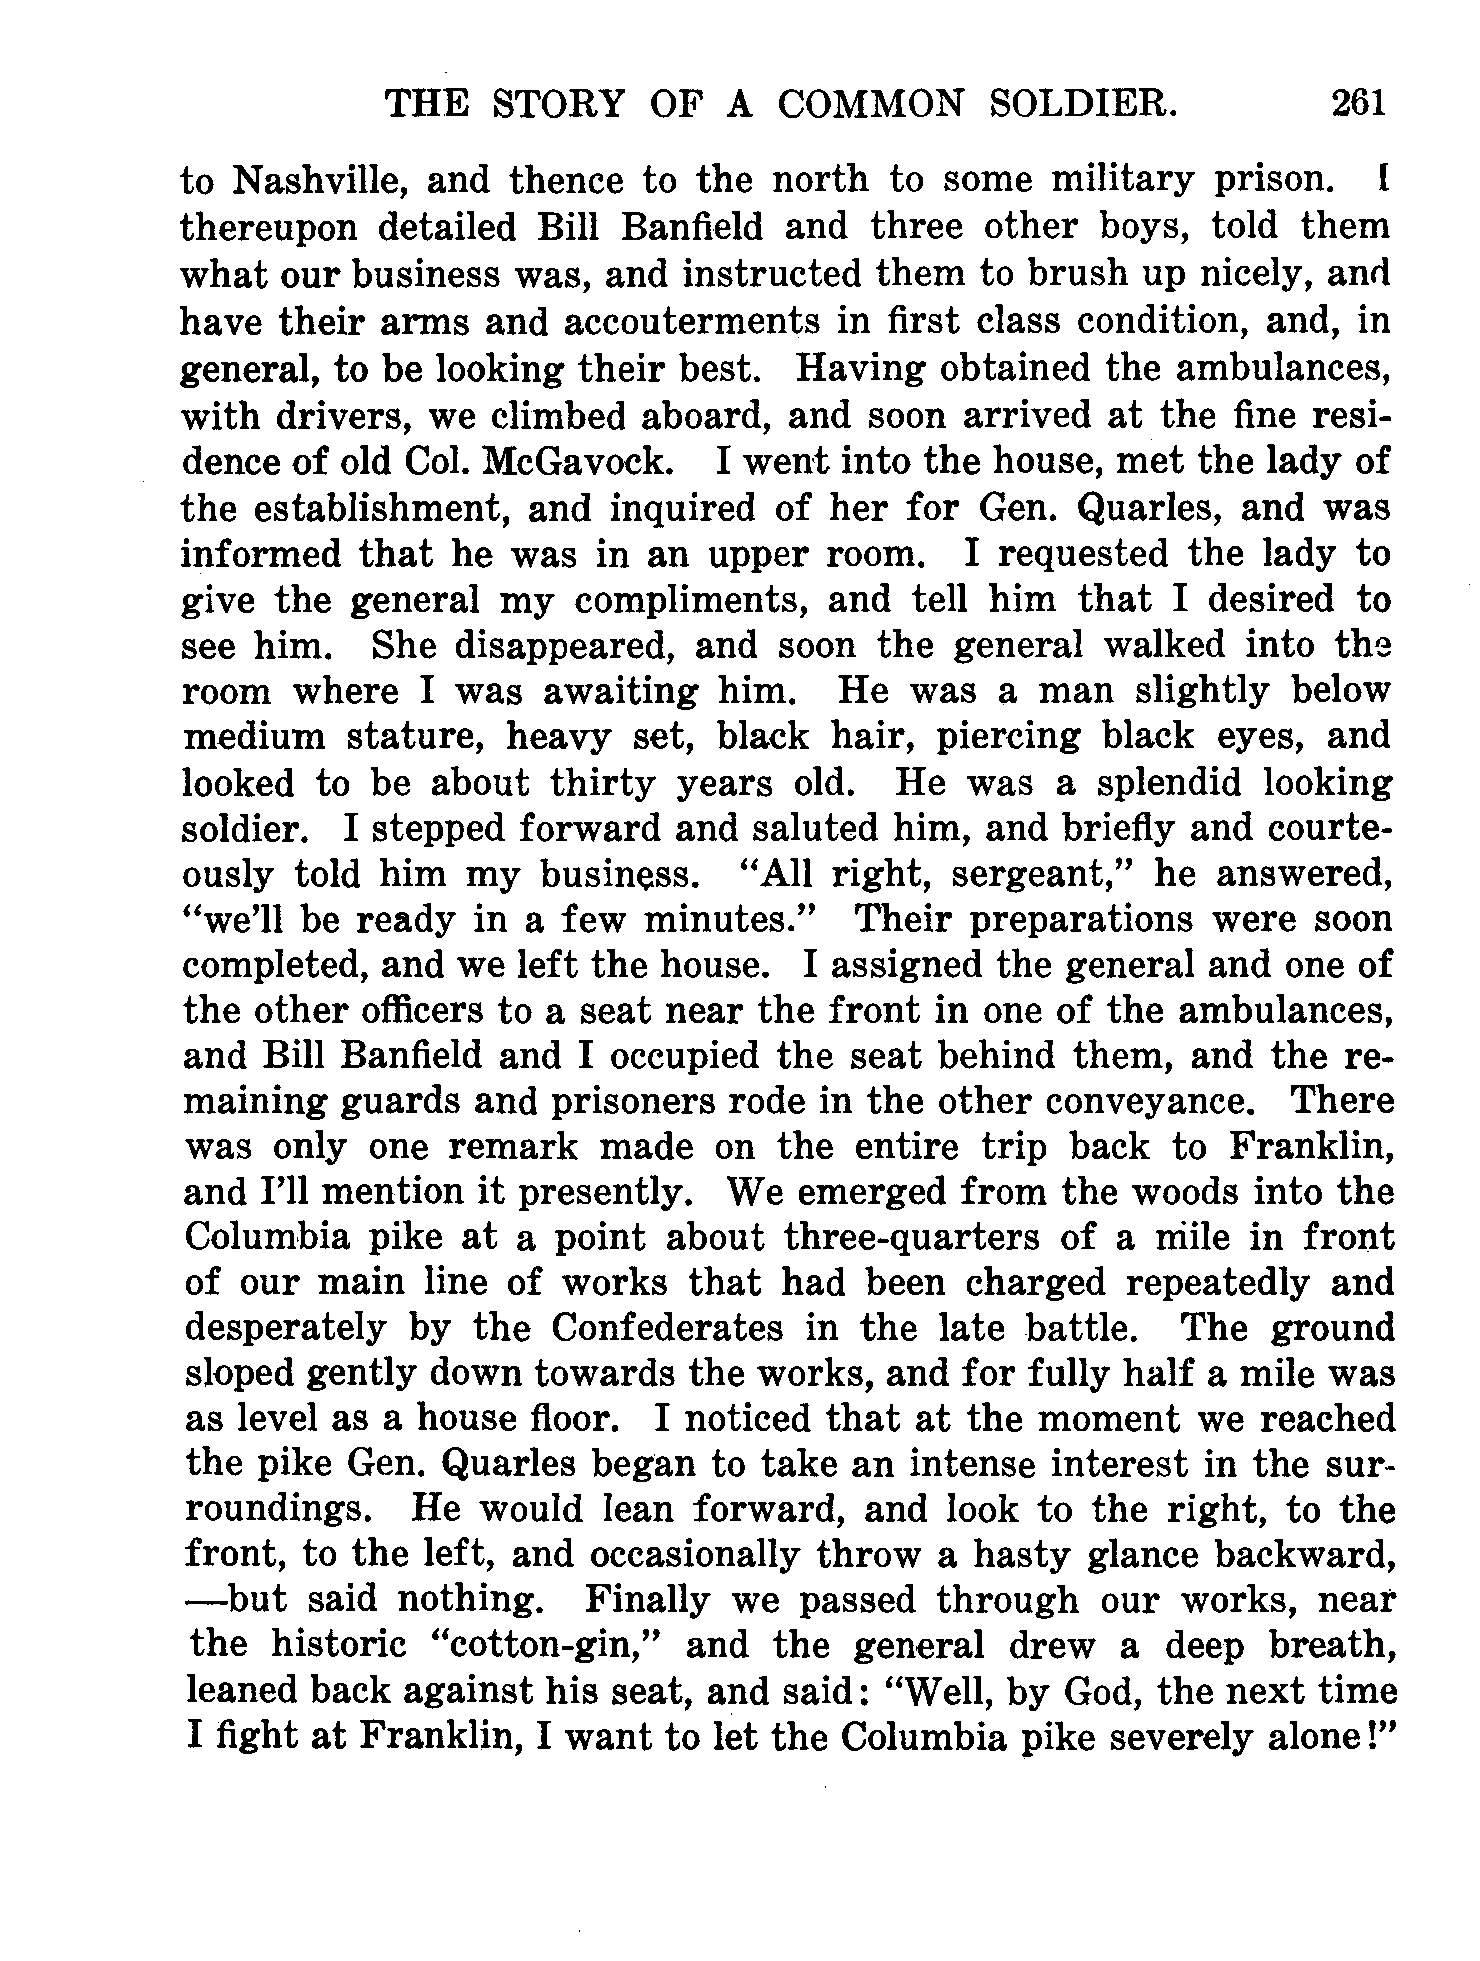 THE STORY OF A COMMON SOLDIER. 261
to Nashville, and thence to the north to some military prison. I
thereupon detailed Bill Banfield and three other boys, told them
what our business was, and instructed them to brush up nicely, and
have their arms and accouterments in first class condition, and, in
general, to be looking their best. Having obtained the ambulances,
with drivers, we climbed aboard, and soon arrived at the fine resi-
dence of old Col. McGavock. I went into the house, met the lady of
the establishment, and inquired of her for Gen. Quarles, and was
informed that he was in an upper room. I requested the lady to
give the general my compliments, and tell him that I desired to
see him. She disappeared, and soon the general walked into the
room where I was awaiting him. He was a man slightly below
medium stature, heavy set, black hair, piercing black eyes, and
looked to be about thirty years old. He was a splendid looking
soldier. I stepped forward and saluted him, and briefly and courte-
ously told him my business. "All right, sergeant," he answered,
"we'll be ready in a few minutes." Their preparations were soon
completed, and we left the house. I assigned the general and one of
the other officers to a seat near the front in one of the ambulances,
and Bill Banfield and I occupied the seat behind them, and the re-
maining guards and prisoners rode in the other conveyance. There
was only one remark made on the entire trip back to Franklin,
and I'll mention it presently. We emerged from the woods into the
Columbia pike at a point about three-quarters of a mile in front
of our main line of works that had been charged repeatedly and
desperately by the Confederates in the late battle. The ground
sloped gently down towards the works, and for fully half a mile was
as level as a house floor. I noticed that at the moment we reached
the pike Gen. Quarles began to take an intense interest in the sur-
roundings. He would lean forward, and look to the right, to the
front, to the left, and occasionally throw a hasty glance backward,
—but said nothing. Finally we passed through our works, near
the historic "cotton-gin," and the general drew a deep breath,
leaned back against his seat, and said: "Well, by God, the next time
I fight at Franklin, I want to let the Columbia pike severely alone!"